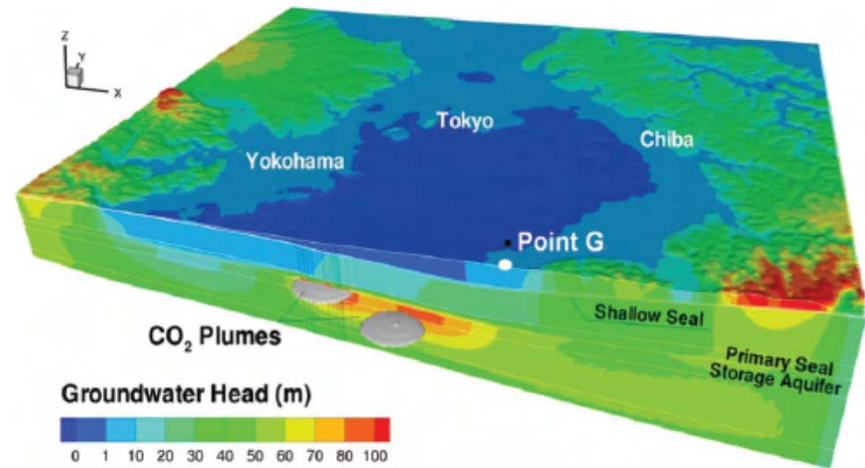 Z
Y
X
Tokyo
Yokohama
Chiba
Point G
Shallow Seal
CO₂ Plumes
Primary Seal
Storage Aquifer
Groundwater Head (m)
0 1 10 20 30 40 50 60 70 80 100